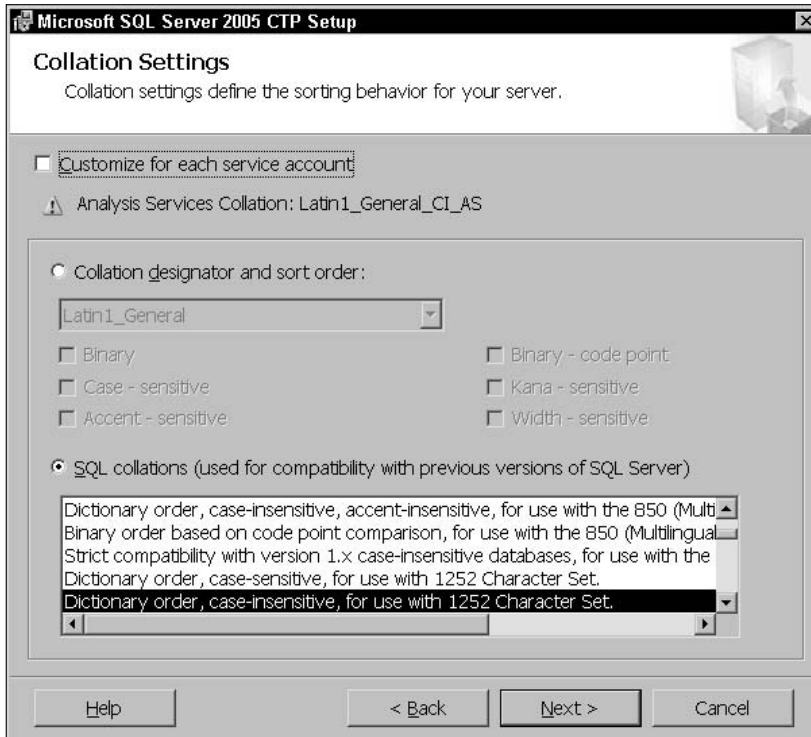 Microsoft SQL Server 2005 CTP Setup
Collation Settings
Collation settings define the sorting behavior for your server.
Customize for each service account
Analysis Services Collation: Latin1_General_CI_AS
Collation designator and sort order:
Latin1_General
Binary
Binary - code point
Case - sensitive
Kana - sensitive
Accent - sensitive
Width - sensitive
SQL collations (used for compatibility with previous versions of SQL Server)
Dictionary order, case-insensitive, accent-insensitive, for use with the 850 (Multi
Binary order based on code point comparison, for use with the 850 (Multilingual
Strict compatibility with version 1.x case-insensitive databases, for use with the
Dictionary order, case-sensitive, for use with 1252 Character Set.
Dictionary order, case-insensitive, for use with 1252 Character Set.
Help
< Back
Next >
Cancel